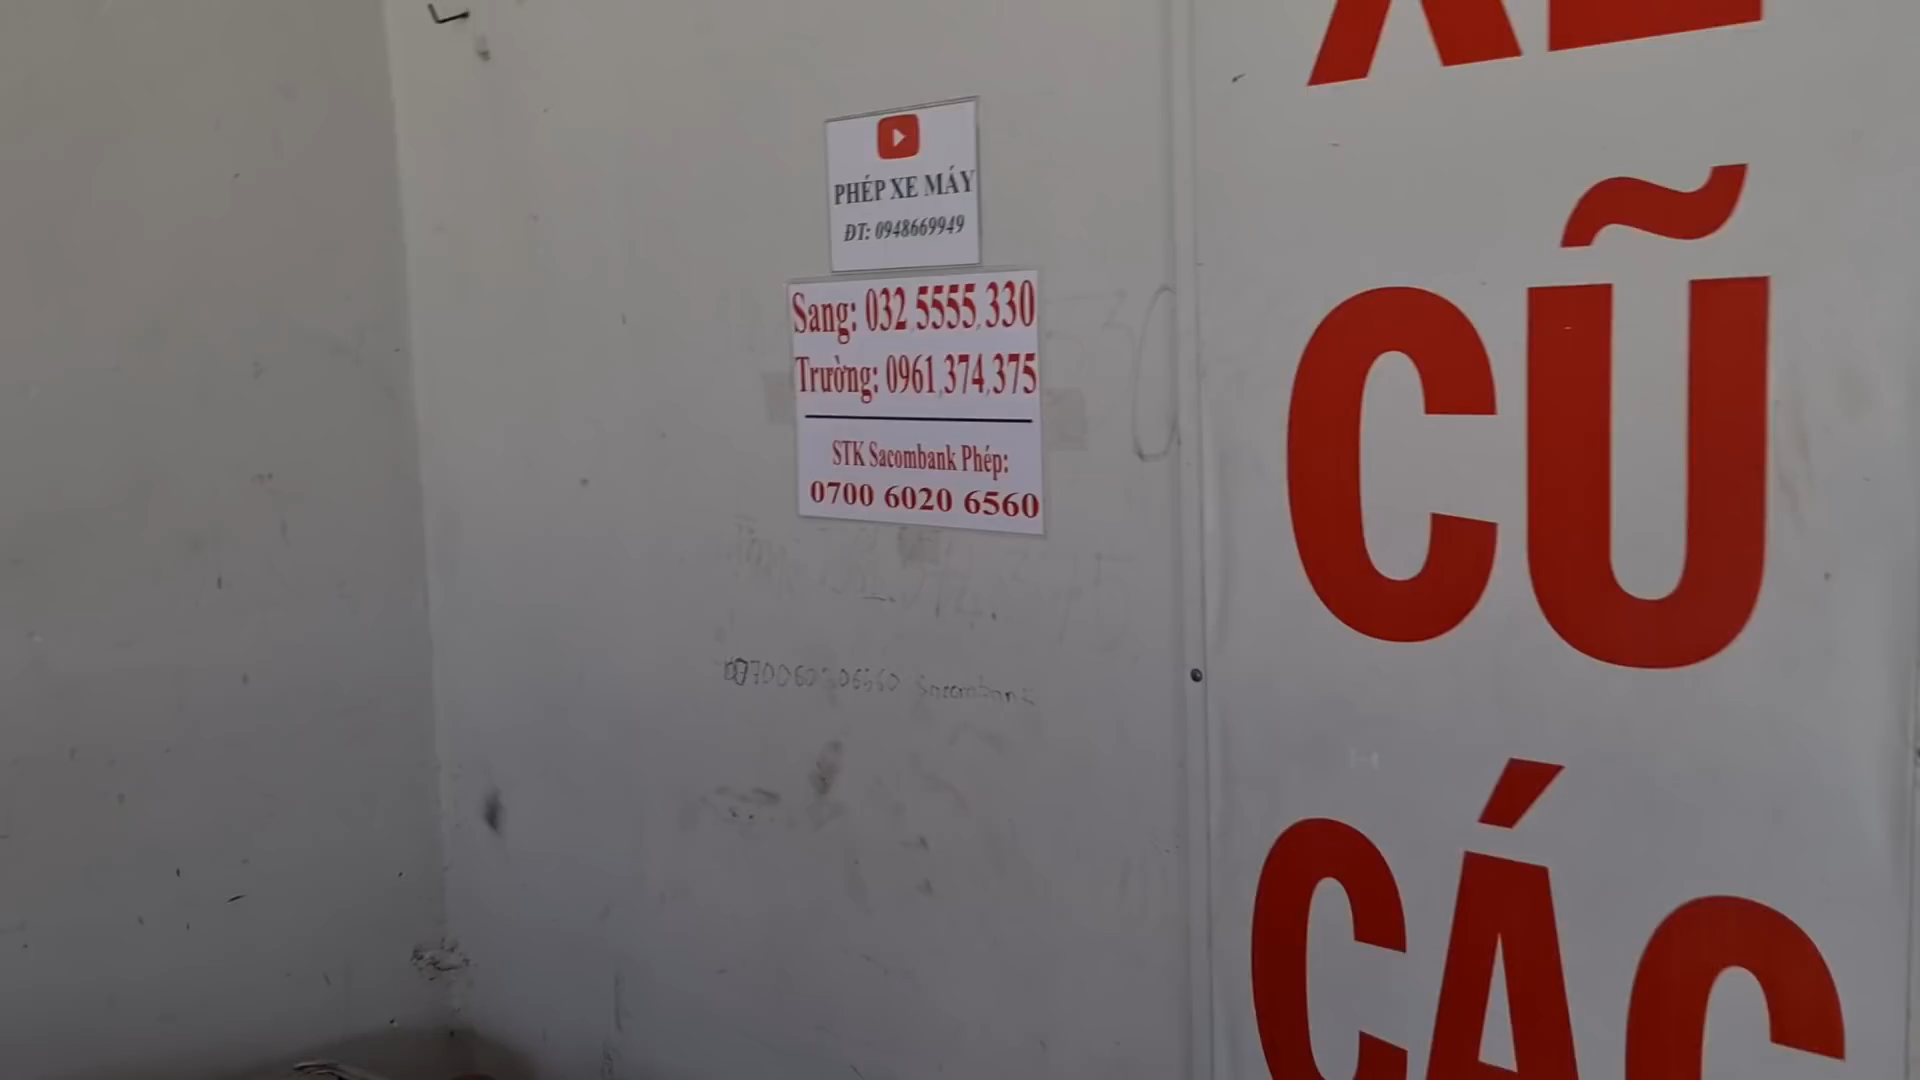 PHÉP XE MÁY
ĐT: 0948669949
Sang: 032,5555,330
Trường: 0961,374,375
STK Sacombank Phép:
0700 6020 6560
Sacombank
XE
CŨ
CÁC